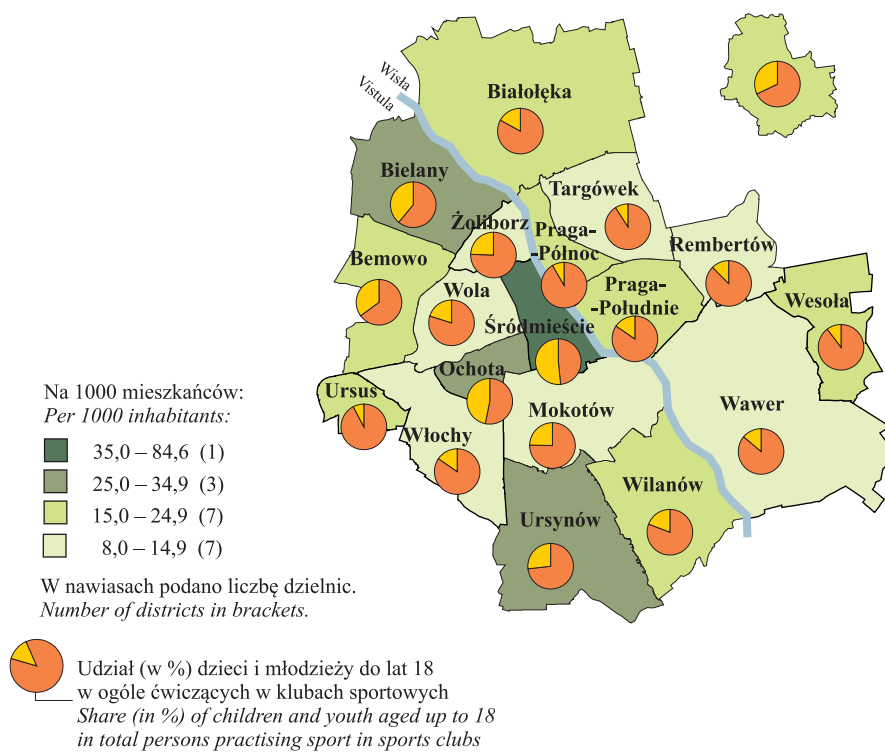 Wisła
Vistula
Białołęka
Bielany
Targówek
Żoliborz
Praga-
-Północ
Rembertów
Bemowo
Praga-
-Południe
Wola
Wesoła
Śródmieście
Ochota
Ursus
Mokotów
Wawer
Włochy
Wilanów
Ursynów
Na 1000 mieszkańców:
Per 1000 inhabitants:
35,0 – 84,6 (1)
25,0 – 34,9 (3)
15,0 – 24,9 (7)
8,0 – 14,9 (7)
W nawiasach podano liczbę dzielnic.
Number of districts in brackets.
Udział (w %) dzieci i młodzieży do lat 18
w ogóle ćwiczących w klubach sportowych
Share (in %) of children and youth aged up to 18
in total persons practising sport in sports clubs